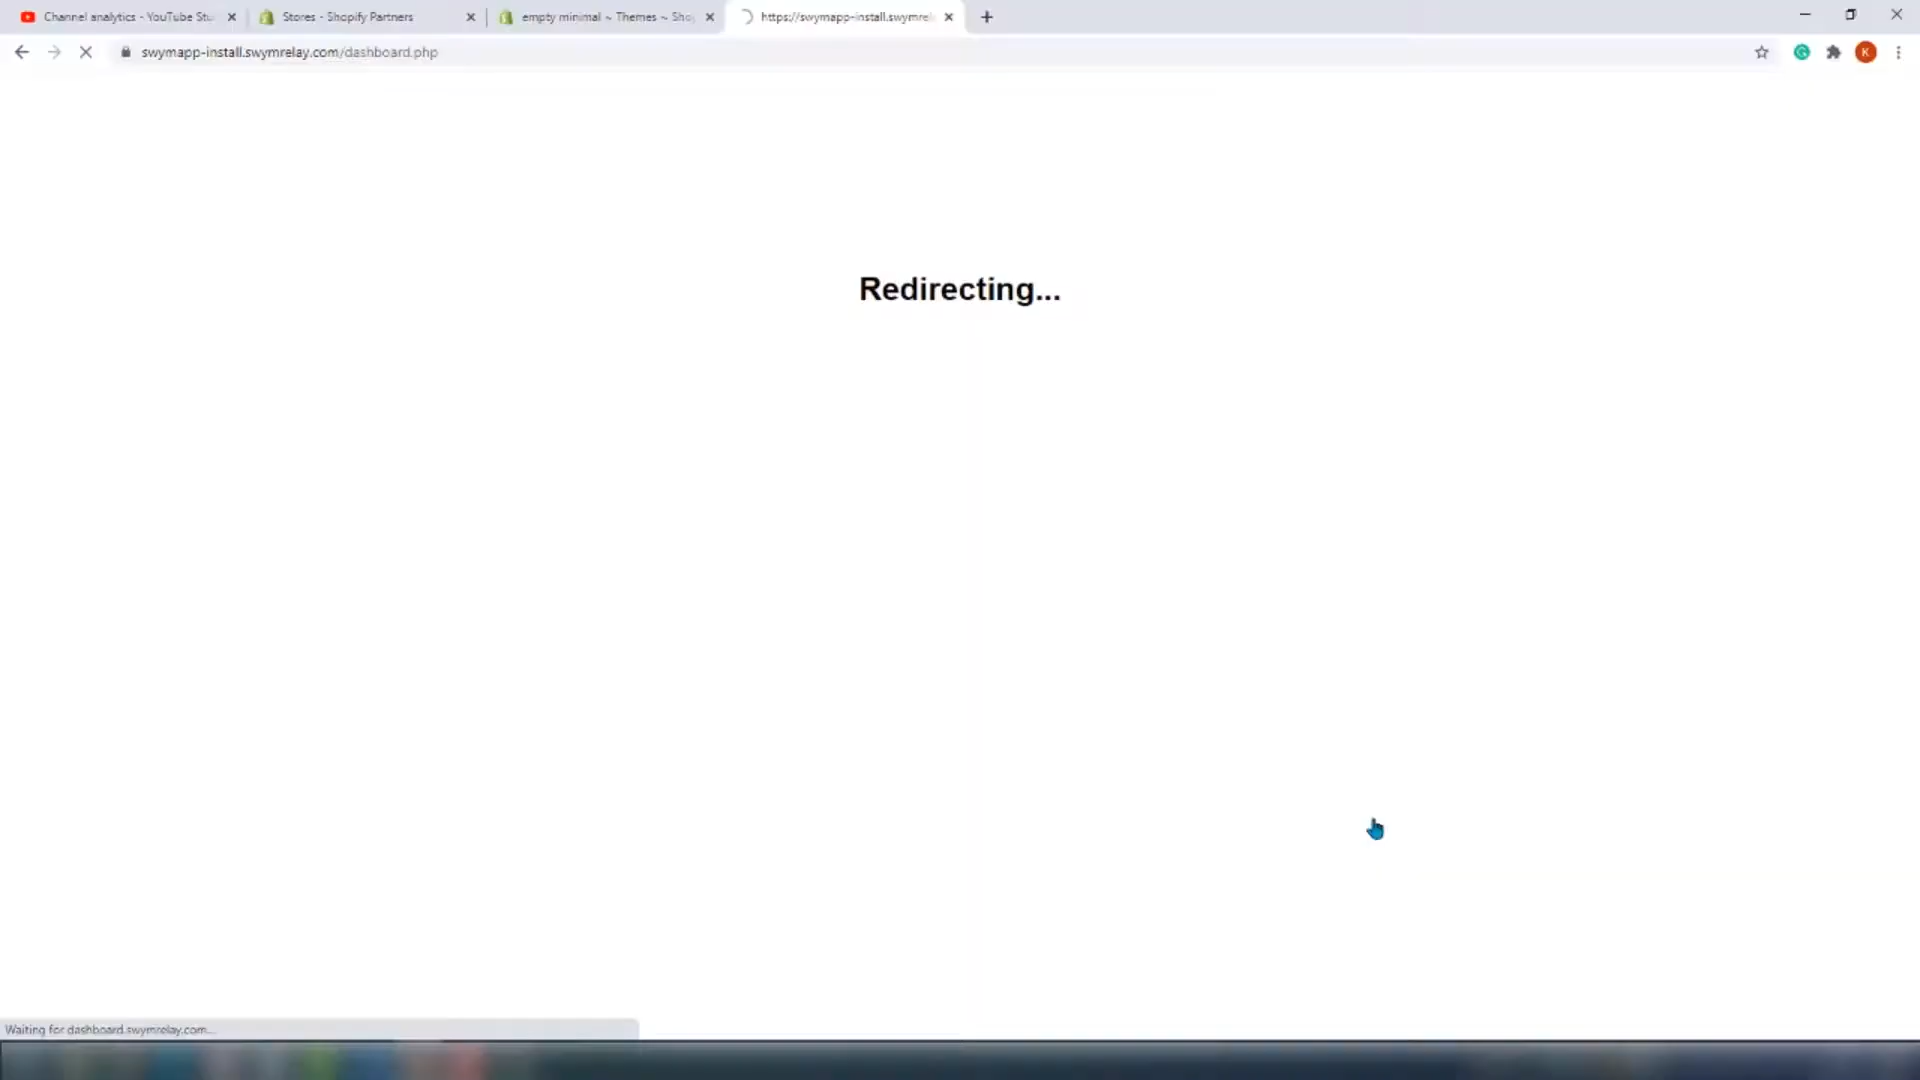 Channel analytics - YouTube Stu
Stores - Shopify Partners
empty minimal ~ Themes ~ Sho
https://swymapp-install.swymrel
swymapp-install.swymrelay.com/dashboard.php
K
Redirecting...
Waiting for dashboard.swymrelay.com...